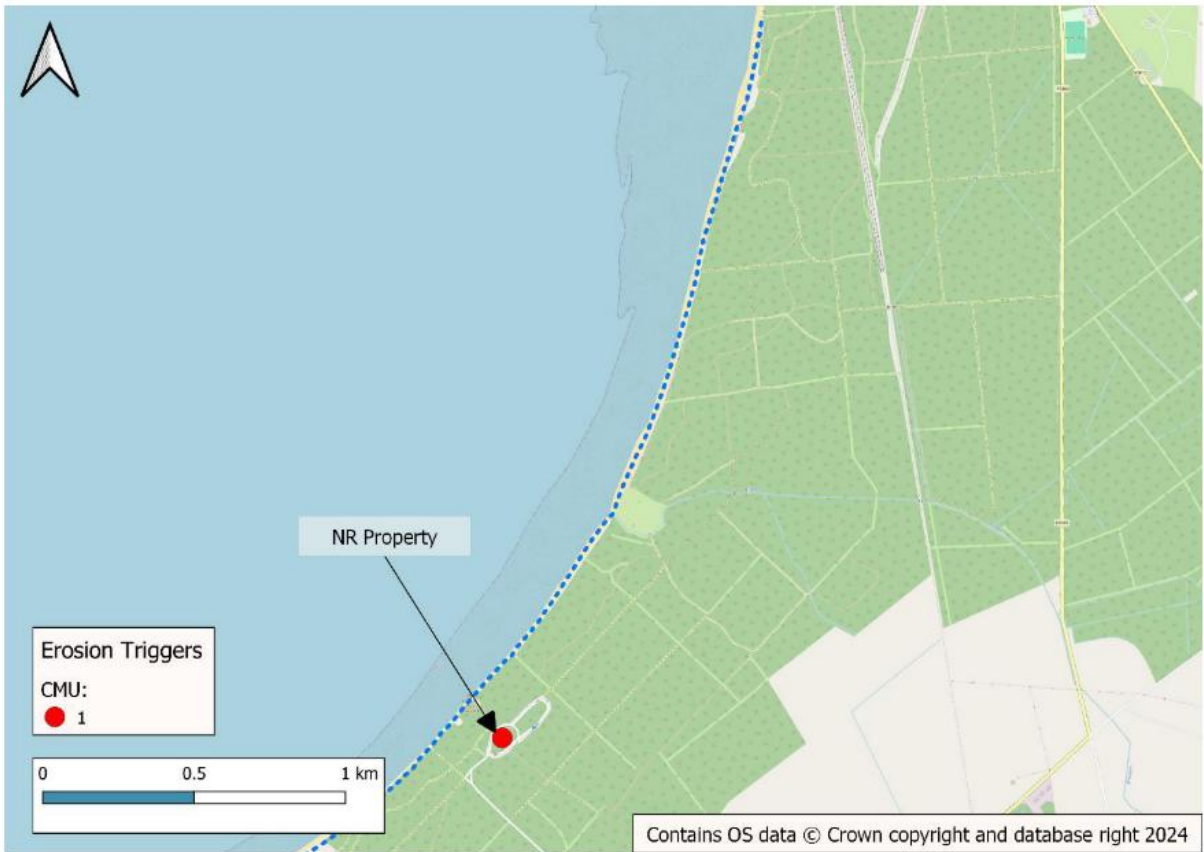 NR Property
Erosion Triggers
CMU:
1
0 0.5 1 km
Contains OS data © Crown copyright and database right 2024